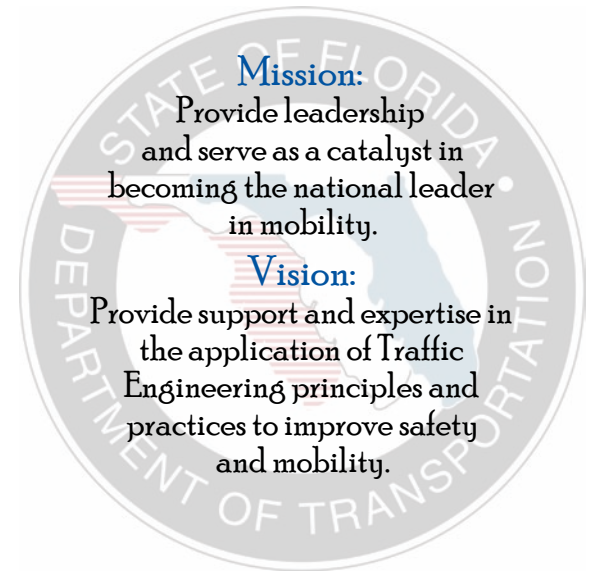 STATE OF FLORIDA
Mission:
Provide leadership
and serve as a catalyst in
becoming the national leader
in mobility.
Vision:
Provide support and expertise in
the application of Traffic
Engineering principles and
practices to improve safety
and mobility.
DEPARTMENT OF TRANSPORTATION